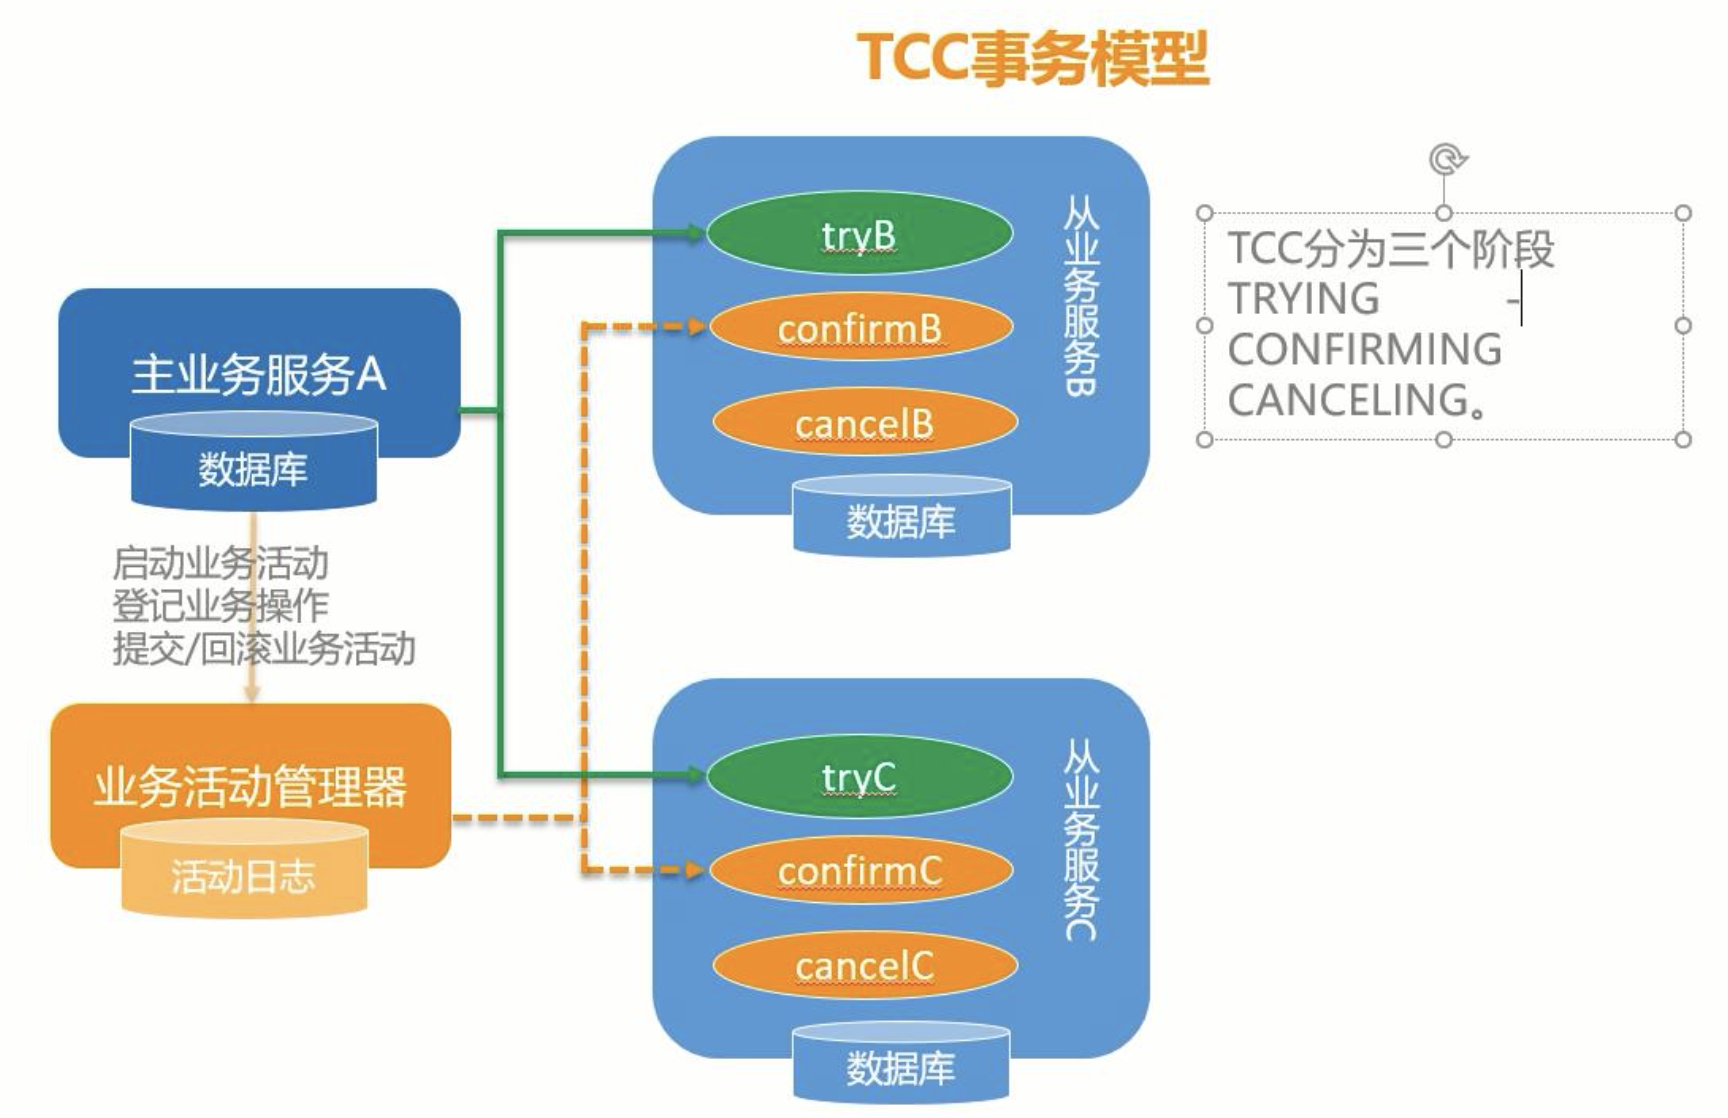 TCC事务模型
tryB
confirmB
cancelB
从业务服务B
数据库
TCC分为三个阶段
TRYING -
CONFIRMING
CANCELING。
主业务服务A
数据库
启动业务活动
登记业务操作
提交/回滚业务活动
业务活动管理器
活动日志
tryC
confirmC
cancelC
从业务服务C
数据库